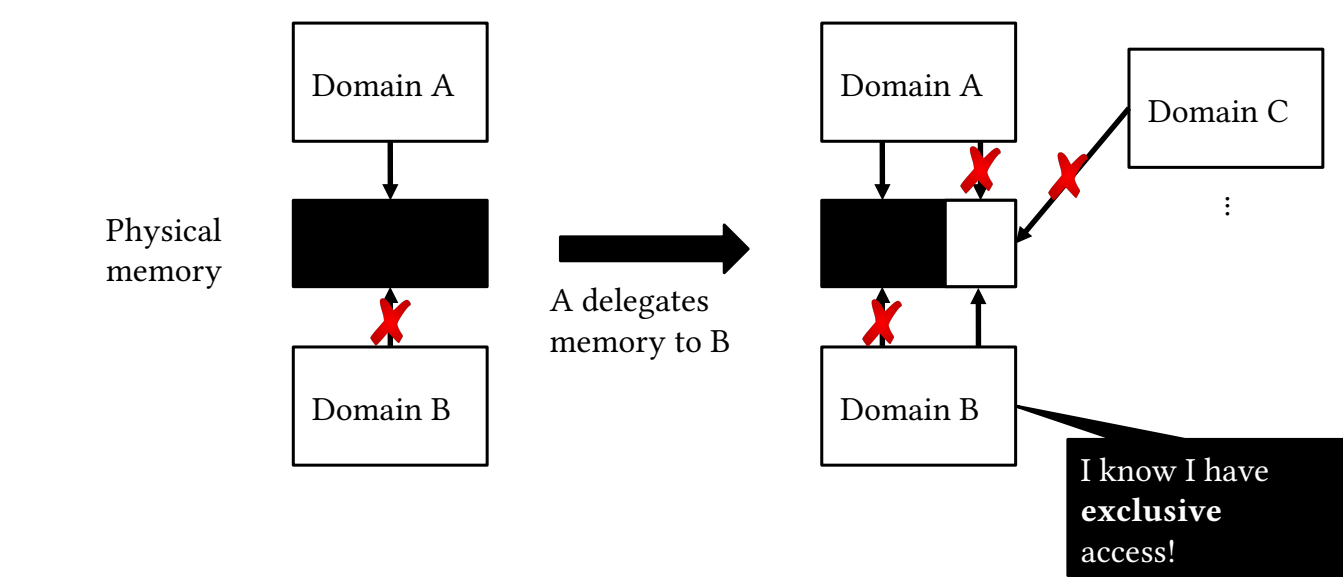 Domain A
Physical
memory
Domain B
A delegates
memory to B
Domain A
Domain C
⋮
Domain B
I know I have
exclusive
access!